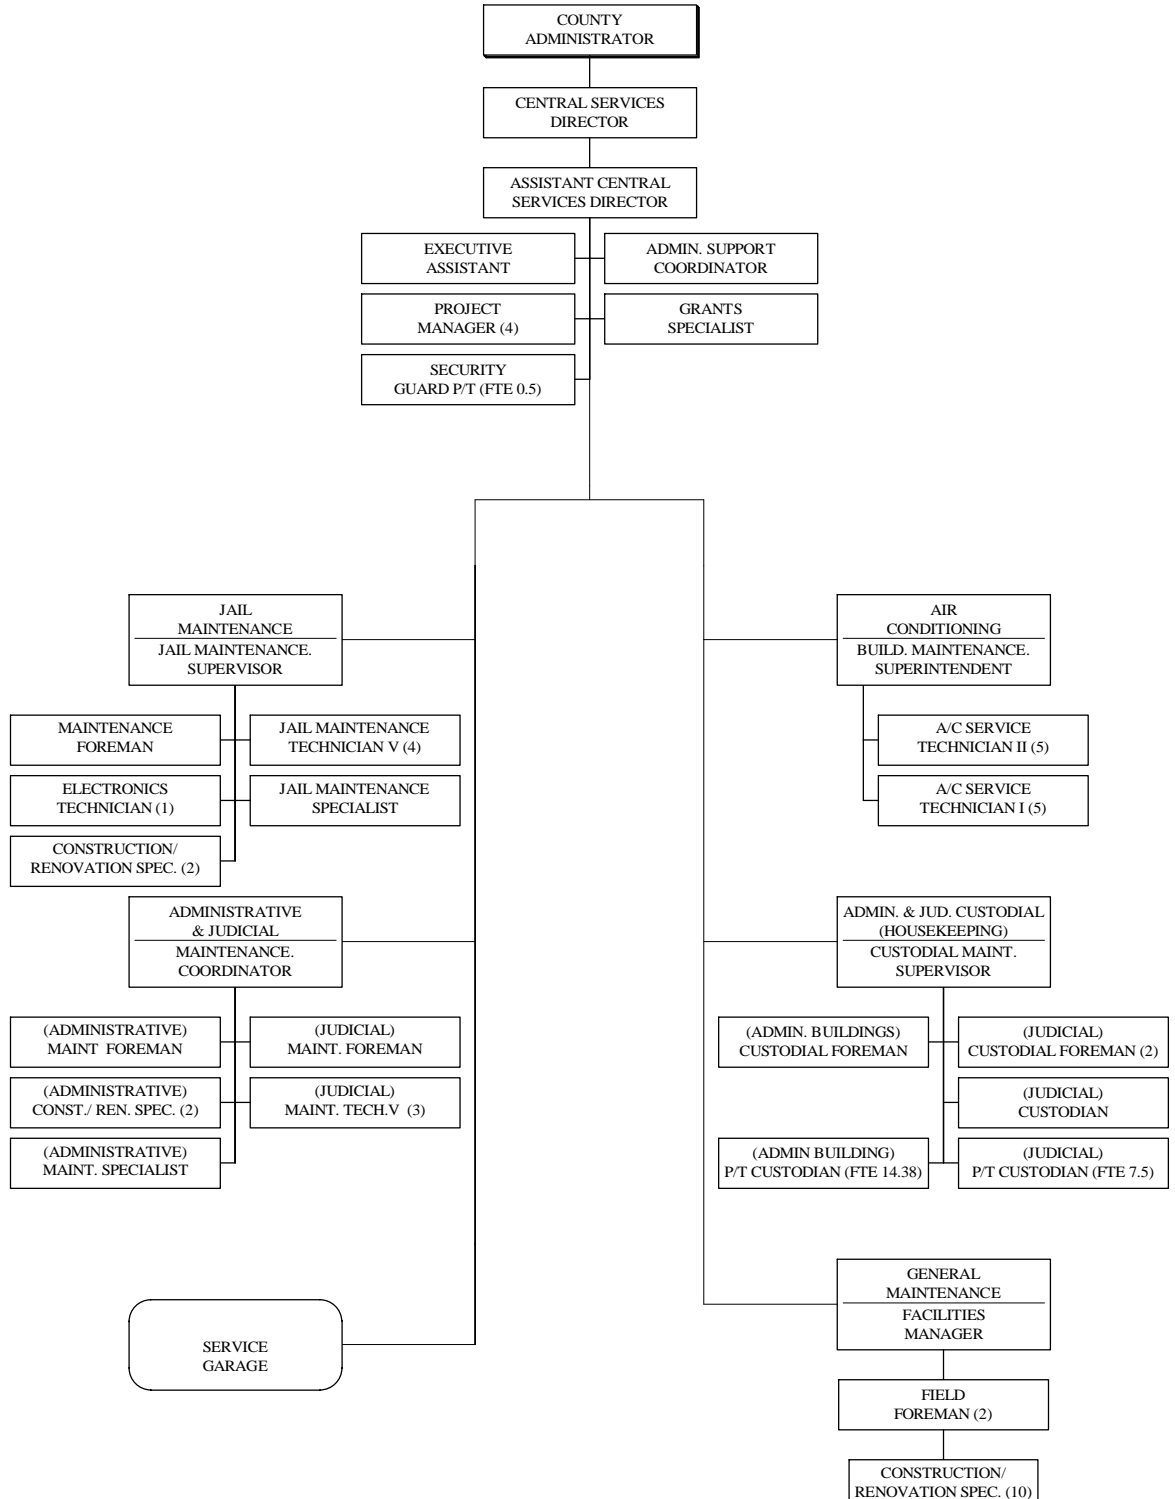 COUNTY
ADMINISTRATOR
CENTRAL SERVICES
DIRECTOR
ASSISTANT CENTRAL
SERVICES DIRECTOR
EXECUTIVE
ASSISTANT
ADMIN. SUPPORT
COORDINATOR
PROJECT
MANAGER (4)
GRANTS
SPECIALIST
SECURITY
GUARD P/T (FTE 0.5)
JAIL
MAINTENANCE
JAIL MAINTENANCE.
SUPERVISOR
MAINTENANCE
FOREMAN
JAIL MAINTENANCE
TECHNICIAN V (4)
ELECTRONICS
TECHNICIAN (1)
JAIL MAINTENANCE
SPECIALIST
CONSTRUCTION/
RENOVATION SPEC. (2)
ADMINISTRATIVE
& JUDICIAL
MAINTENANCE.
COORDINATOR
(ADMINISTRATIVE)
MAINT FOREMAN
(JUDICIAL)
MAINT. FOREMAN
(ADMINISTRATIVE)
CONST./ REN. SPEC. (2)
(JUDICIAL)
MAINT. TECH.V (3)
(ADMINISTRATIVE)
MAINT. SPECIALIST
SERVICE
GARAGE
AIR
CONDITIONING
BUILD. MAINTENANCE.
SUPERINTENDENT
A/C SERVICE
TECHNICIAN II (5)
A/C SERVICE
TECHNICIAN I (5)
ADMIN. & JUD. CUSTODIAL
(HOUSEKEEPING)
CUSTODIAL MAINT.
SUPERVISOR
(ADMIN. BUILDINGS)
CUSTODIAL FOREMAN
(JUDICIAL)
CUSTODIAL FOREMAN (2)
(JUDICIAL)
CUSTODIAN
(ADMIN BUILDING)
P/T CUSTODIAN (FTE 14.38)
(JUDICIAL)
P/T CUSTODIAN (FTE 7.5)
GENERAL
MAINTENANCE
FACILITIES
MANAGER
FIELD
FOREMAN (2)
CONSTRUCTION/
RENOVATION SPEC. (10)